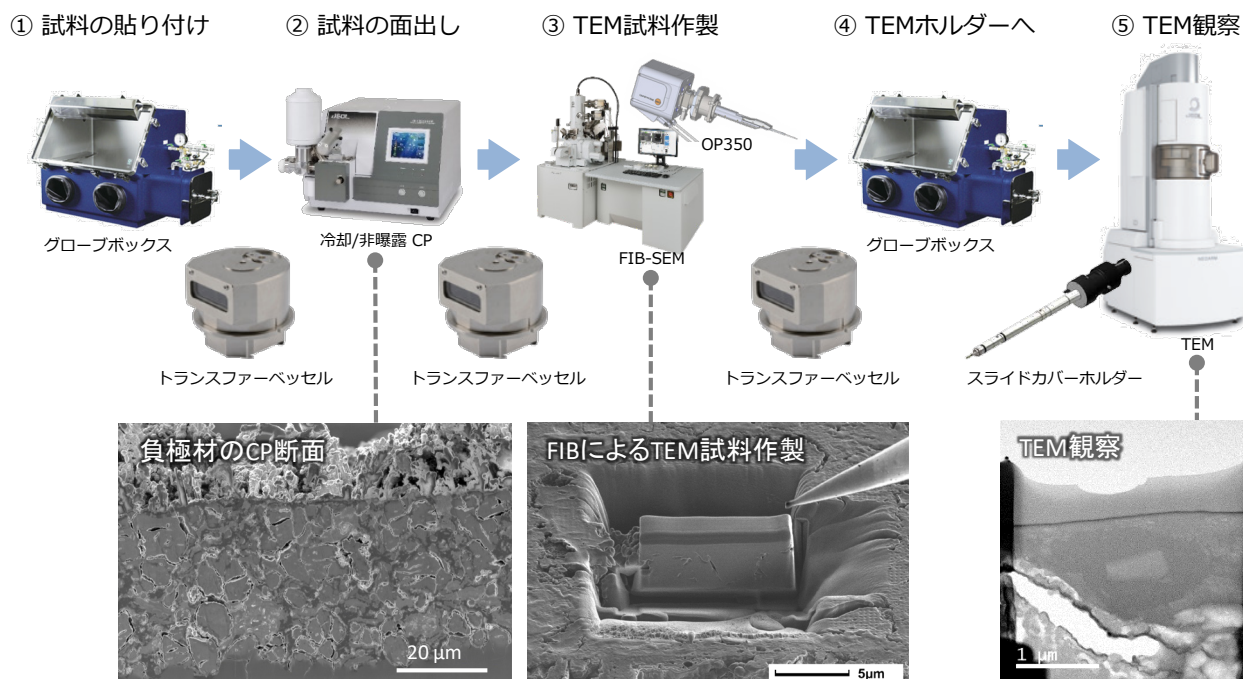 ① 試料の貼り付け
② 試料の面出し
③ TEM試料作製
④ TEMホルダーへ
⑤ TEM観察
OP350
グローブボックス
冷却/非曝露 CP
FIB-SEM
グローブボックス
TEM
トランスファーベッセル
トランスファーベッセル
トランスファーベッセル
スライドカバーホルダー
負極材のCP断面
FIBによるTEM試料作製
TEM観察
20 μm
5μm
1 μm